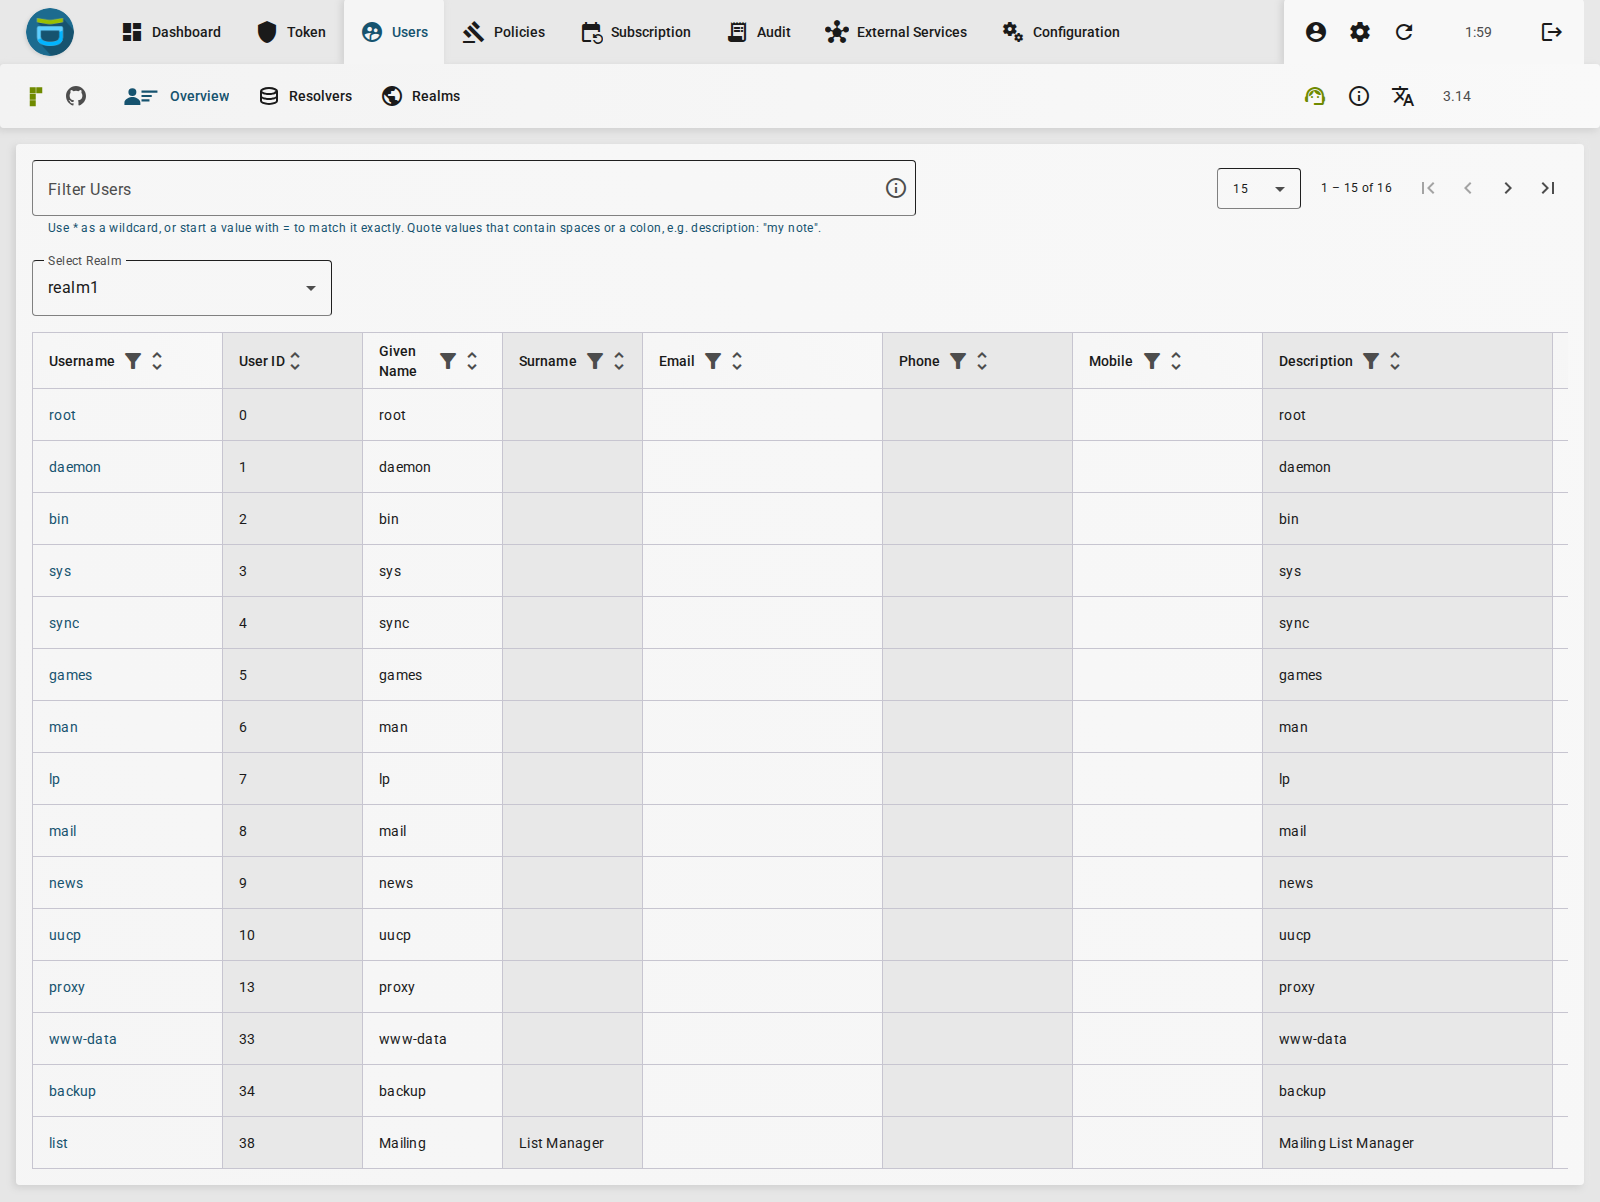 Dashboard Token Users Policies Subscription Audit External Services Configuration 1:59
Overview Resolvers Realms 3.14
Filter Users 15 1 – 15 of 16
Use * as a wildcard, or start a value with = to match it exactly. Quote values that contain spaces or a colon, e.g. description: "my note".
Select Realm
realm1
Username User ID Given Name Surname Email Phone Mobile Description
root 0 root root
daemon 1 daemon daemon
bin 2 bin bin
sys 3 sys sys
sync 4 sync sync
games 5 games games
man 6 man man
lp 7 lp lp
mail 8 mail mail
news 9 news news
uucp 10 uucp uucp
proxy 13 proxy proxy
www-data 33 www-data www-data
backup 34 backup backup
list 38 Mailing List Manager Mailing List Manager